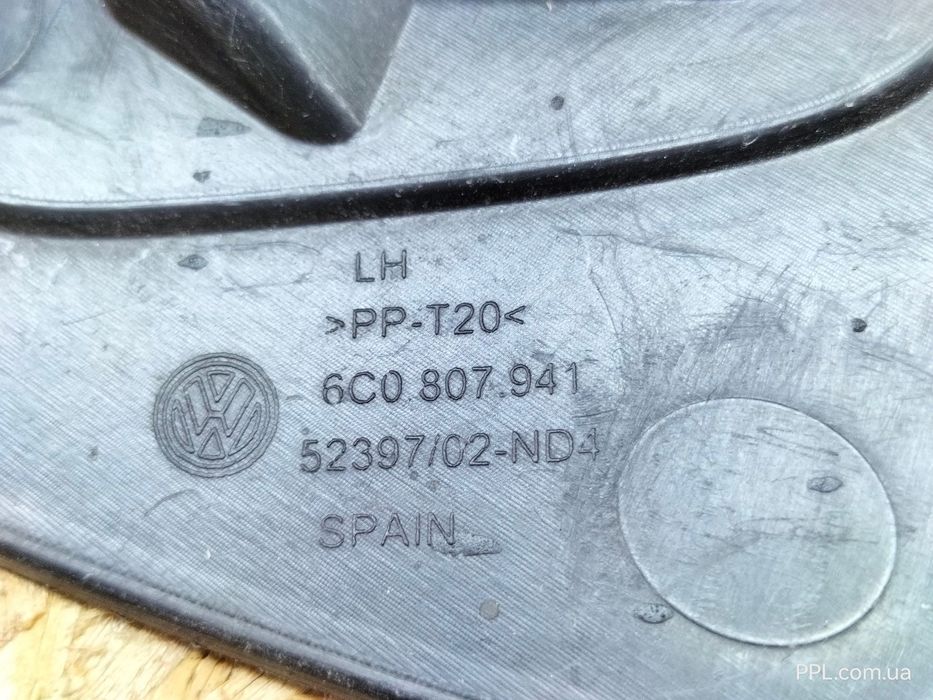 LH
>PP-T20<
6C0 807.941
52397/02-ND4
SPAIN
PPL.com.ua